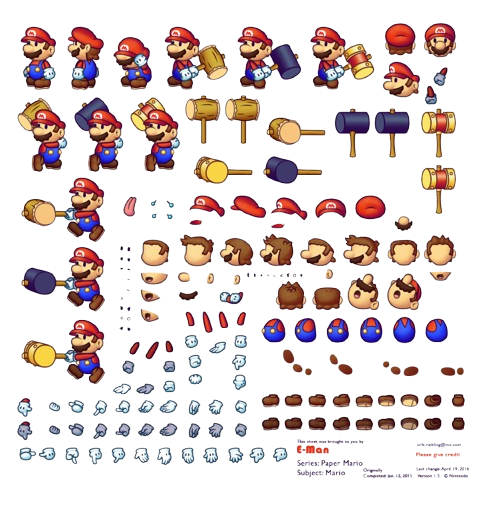 This sheet was brought to you by
E-Man
Series: Paper Mario
Subject: Mario
Originally
Completed: Jan. 13, 2011
Please give credit
Last change: April 19, 2016
Version 1.5. © Nintendo